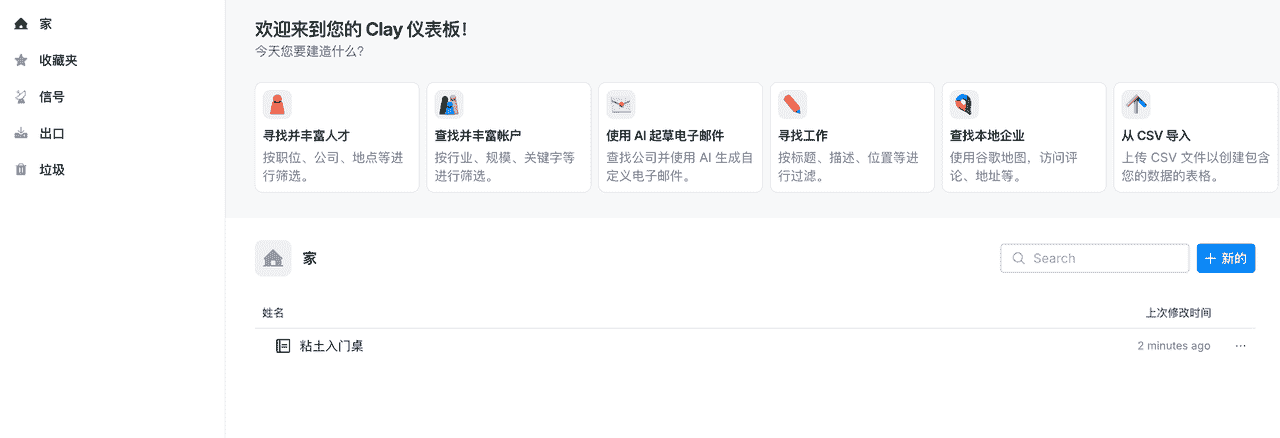 家
收藏夹
信号
出口
垃圾
欢迎来到您的 Clay 仪表板！
今天您要建造什么?
寻找并丰富人才
按职位、公司、地点等进
行筛选。
查找并丰富帐户
按行业、规模、关键字等
进行筛选。
使用 AI 起草电子邮件
查找公司并使用 AI 生成自
定义电子邮件。
寻找工作
按标题、描述、位置等进
行过滤。
查找本地企业
使用谷歌地图，访问评
论、地址等。
从 CSV 导入
上传 CSV 文件以创建包含
您的数据的表格。
家
Search
+ 新的
姓名 上次修改时间
粘土入门桌 2 minutes ago ···